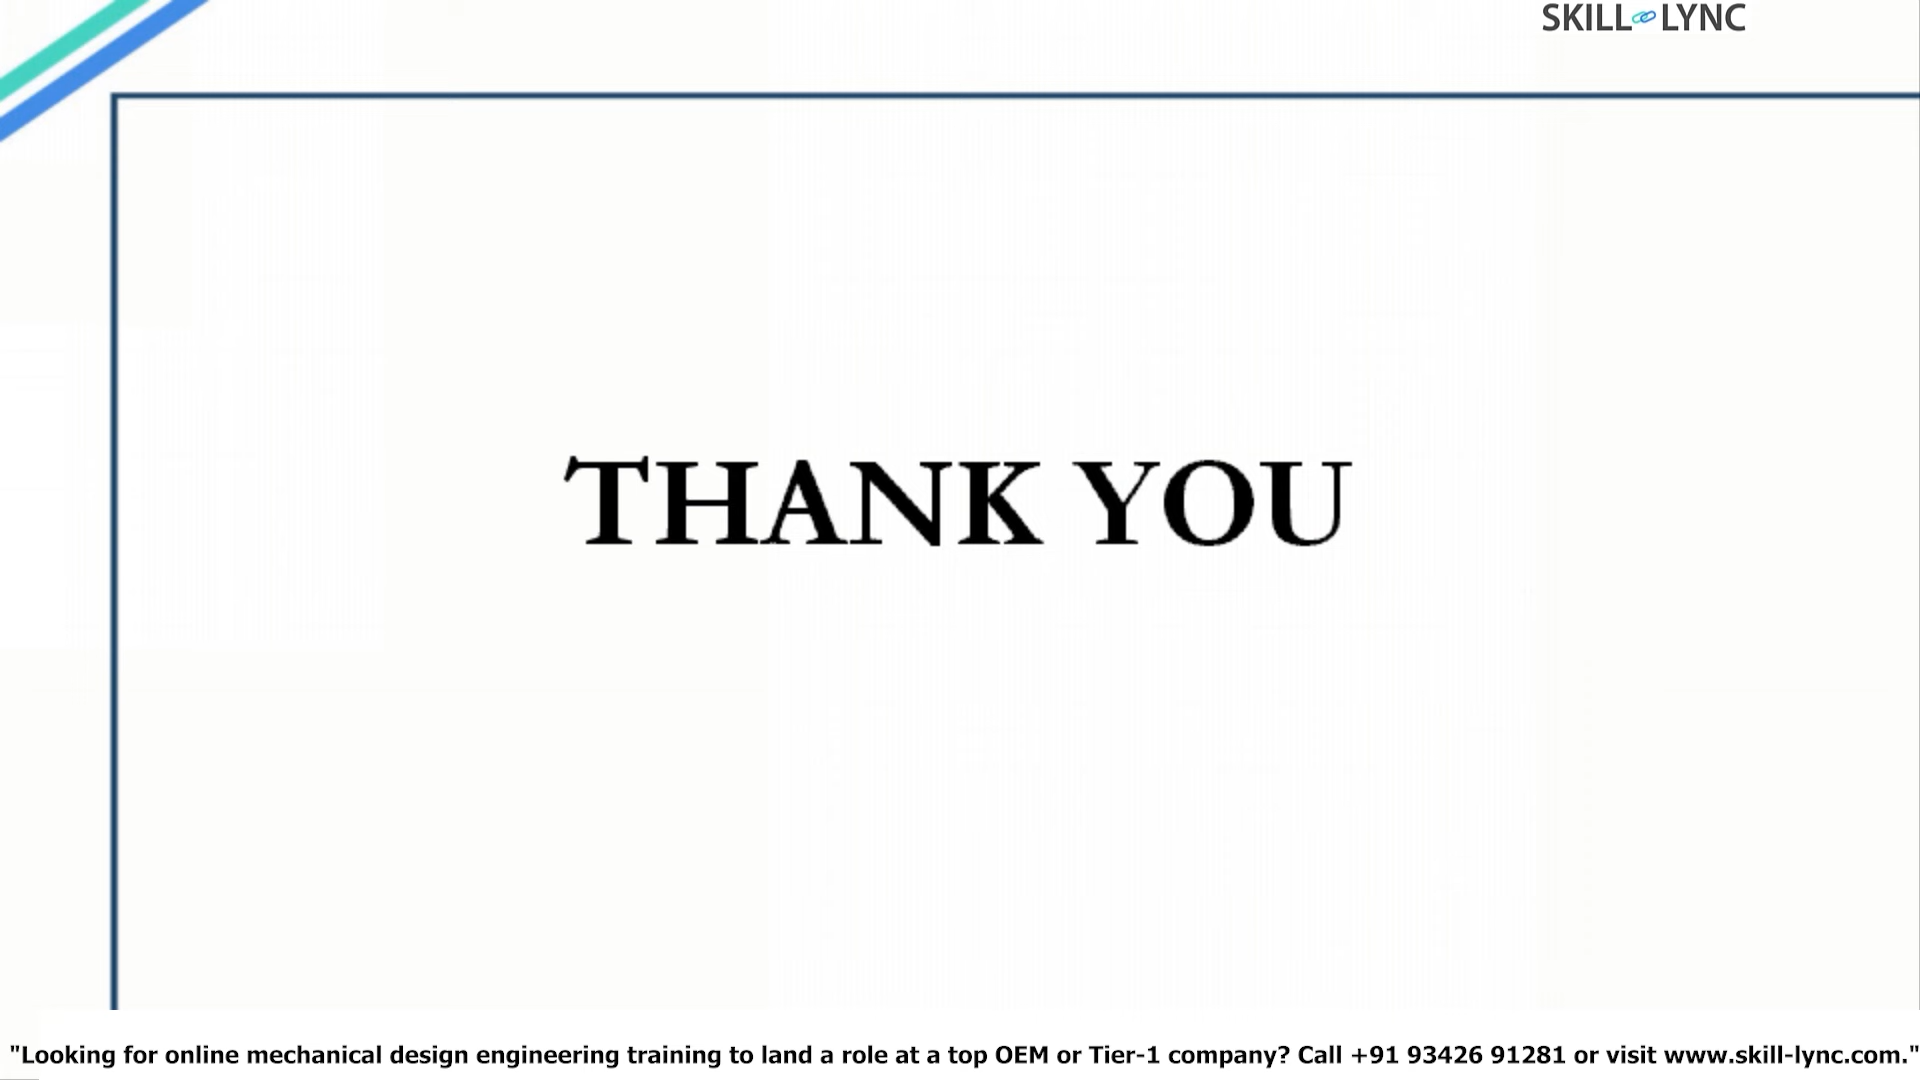 SKILL LYNC
THANK YOU
"Looking for online mechanical design engineering training to land a role at a top OEM or Tier-1 company? Call +91 93426 91281 or visit www.skill-lync.com."